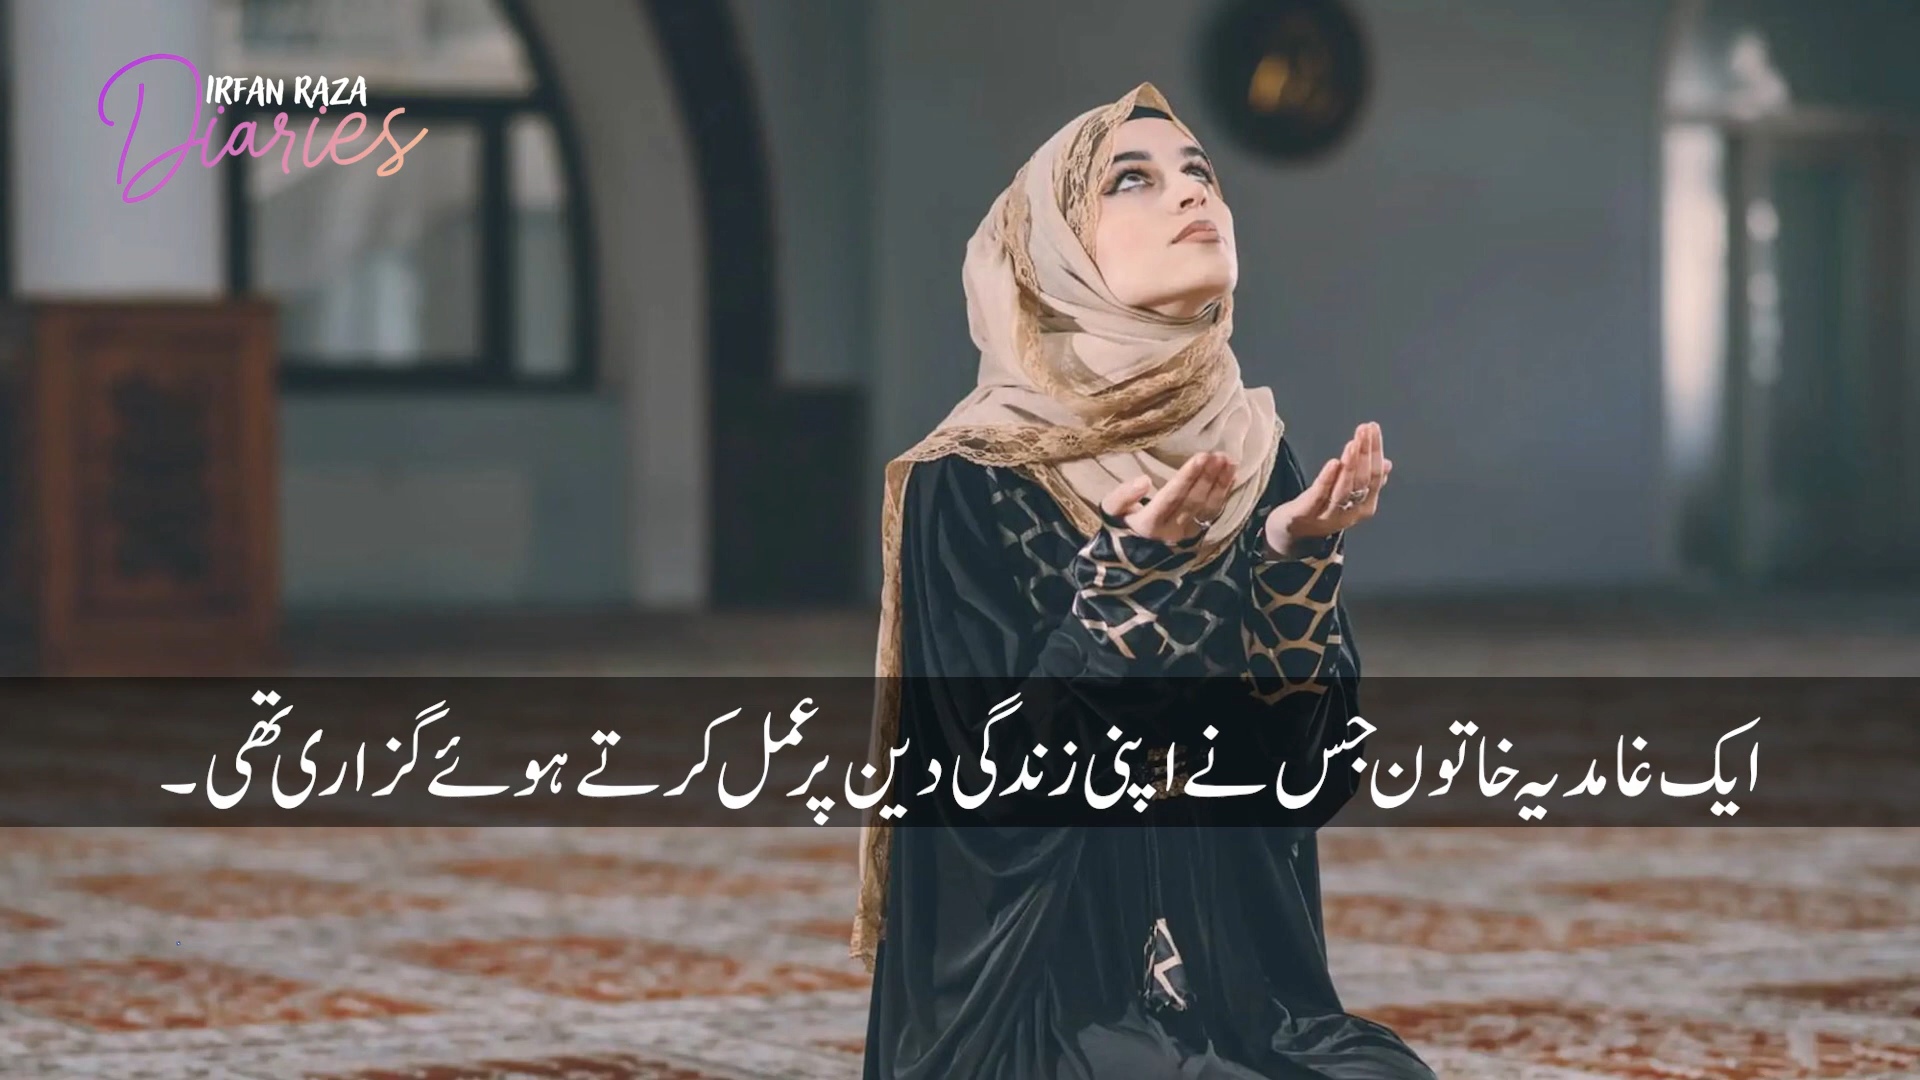 IRFAN RAZA
Diaries
ایک غامدیہ خاتون جس نے اپنی زندگی دین پر عمل کرتے ہوئے گزاری تھی۔